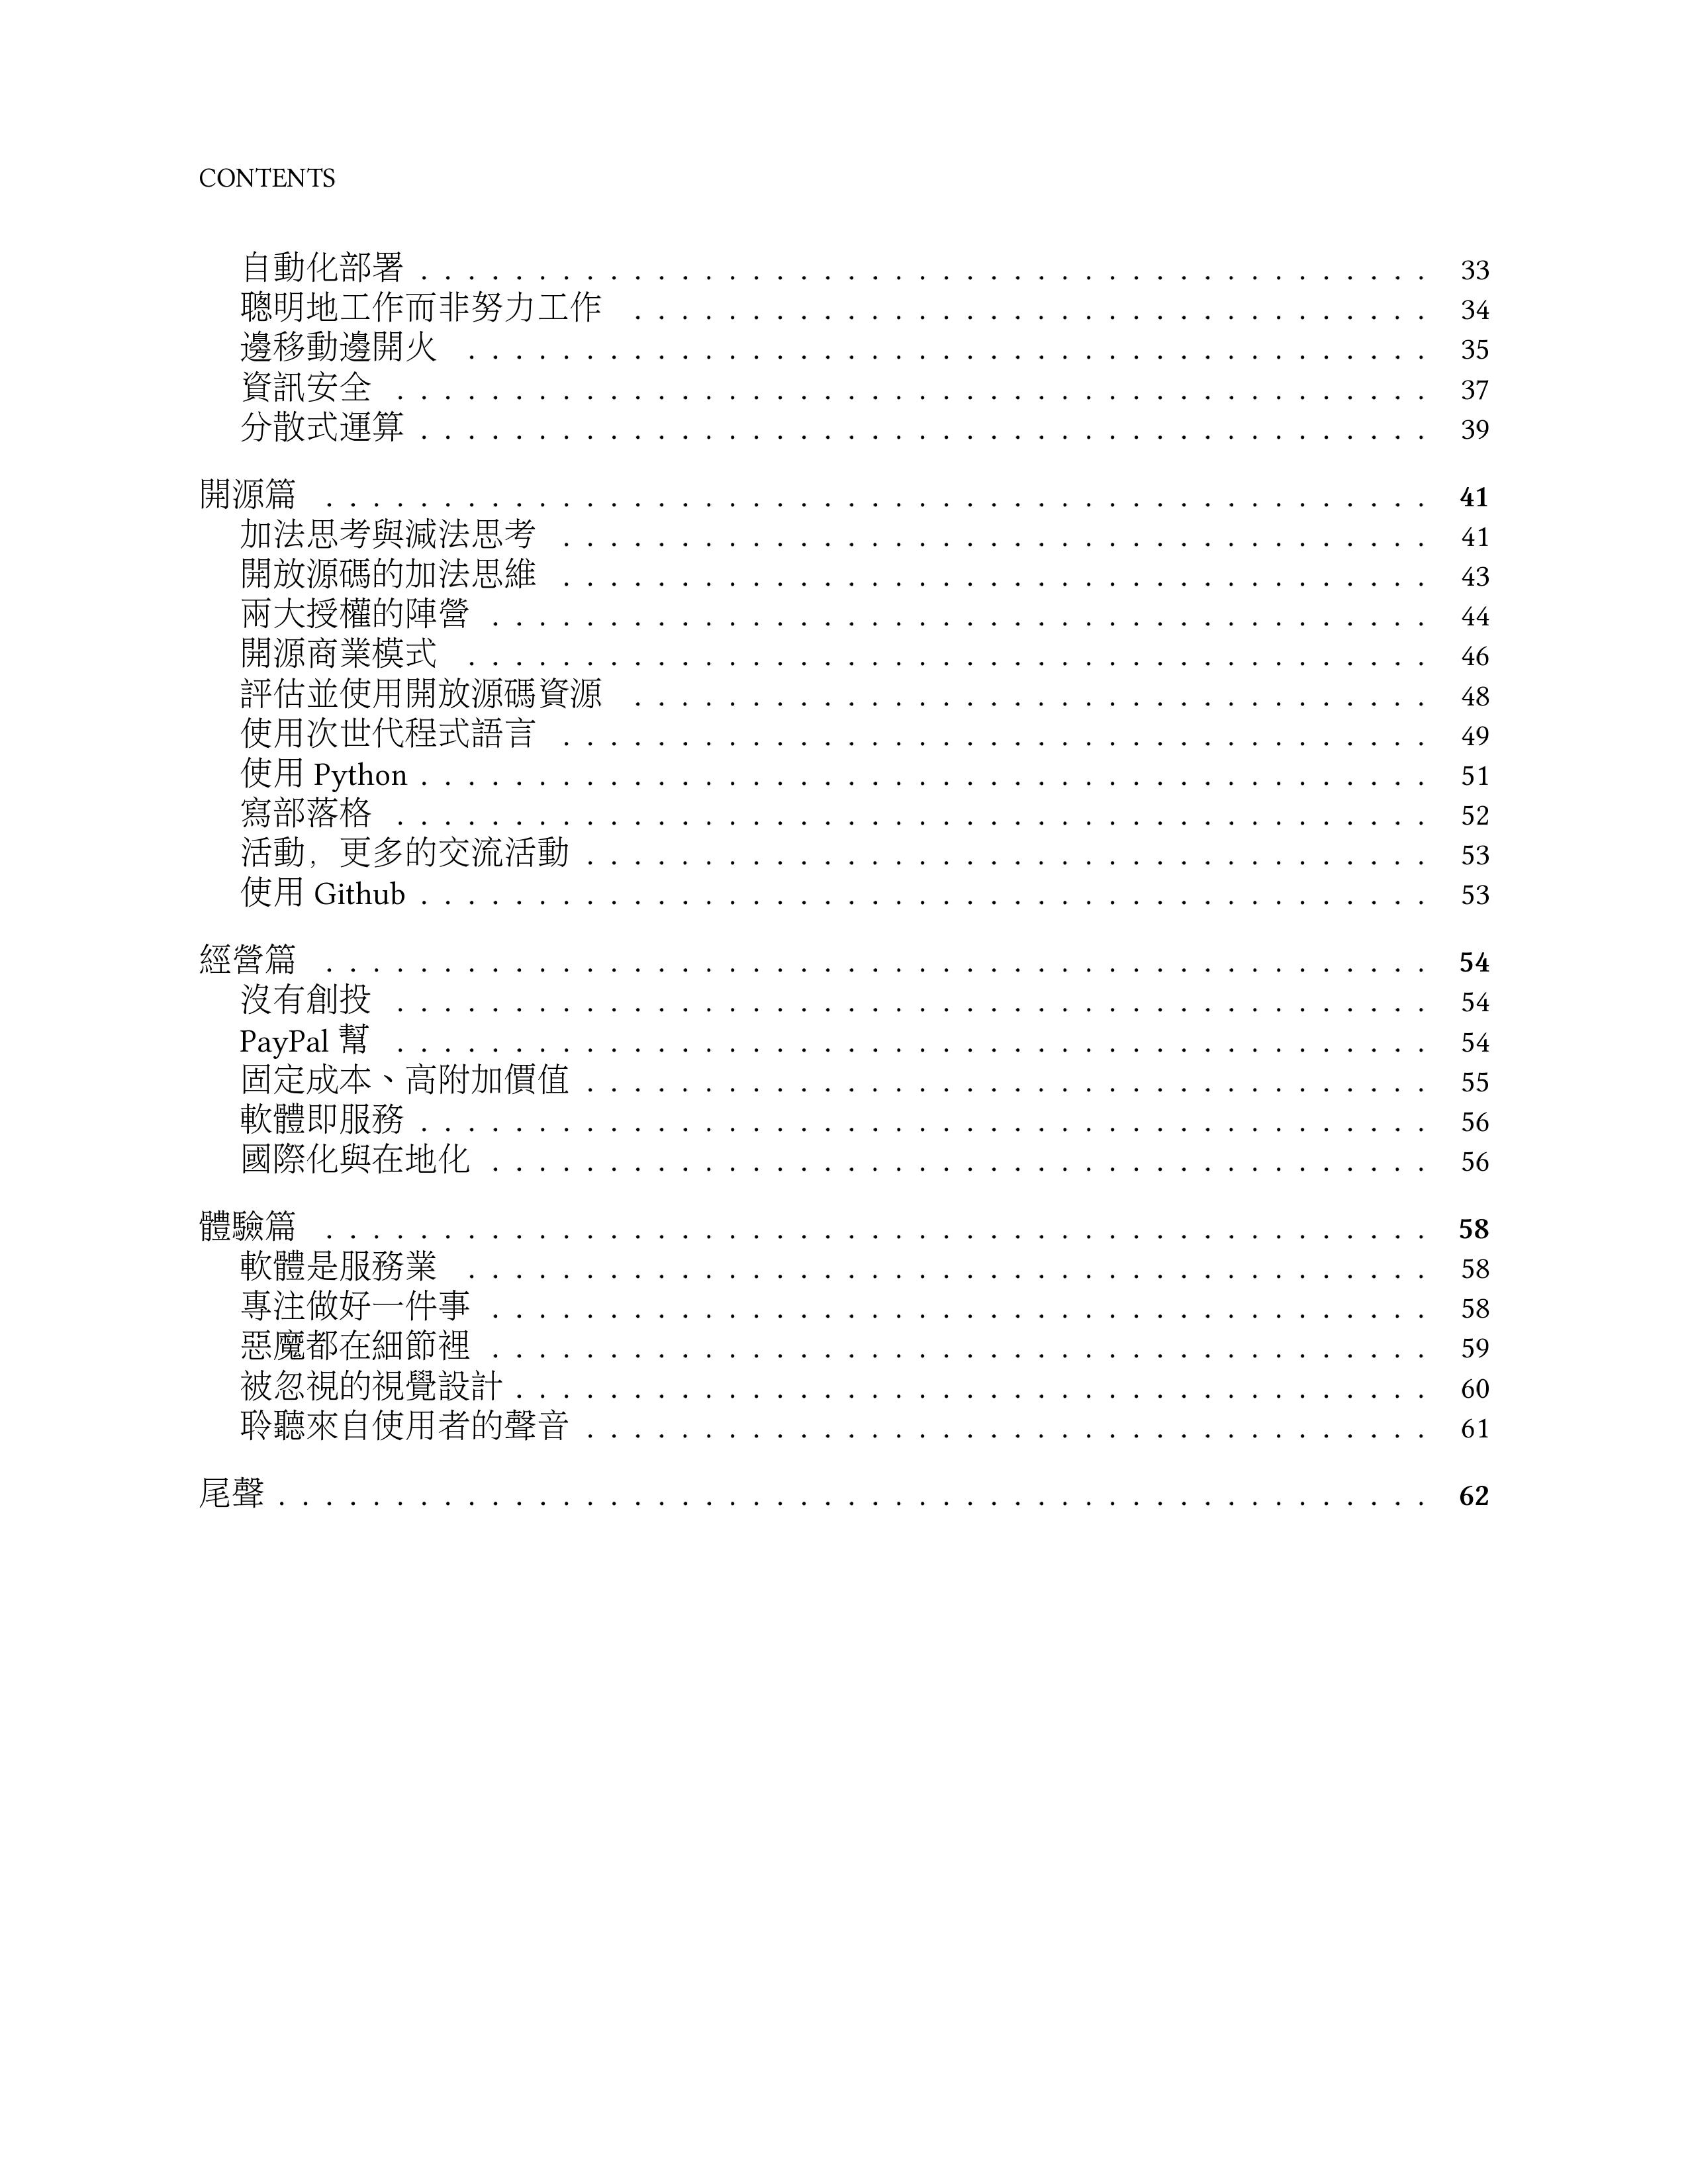 CONTENTS
自動化部署 . . . . . . . . . . . . . . . . . . . . 33
聰明地工作而非努力工作 . . . . . . . . . . . . . . . . . . . . 34
邊移動邊開火 . . . . . . . . . . . . . . . . . . . . 35
資訊安全 . . . . . . . . . . . . . . . . . . . . 37
分散式運算 . . . . . . . . . . . . . . . . . . . . 39
開源篇 . . . . . . . . . . . . . . . . . . . . 41
加法思考與減法思考 . . . . . . . . . . . . . . . . . . . . 41
開放源碼的加法思維 . . . . . . . . . . . . . . . . . . . . 43
兩大授權的陣營 . . . . . . . . . . . . . . . . . . . . 44
開源商業模式 . . . . . . . . . . . . . . . . . . . . 46
評估並使用開放源碼資源 . . . . . . . . . . . . . . . . . . . . 48
使用次世代程式語言 . . . . . . . . . . . . . . . . . . . . 49
使用 Python . . . . . . . . . . . . . . . . . . . . 51
寫部落格 . . . . . . . . . . . . . . . . . . . . 52
活動，更多的交流活動 . . . . . . . . . . . . . . . . . . . . 53
使用 Github . . . . . . . . . . . . . . . . . . . . 53
經營篇 . . . . . . . . . . . . . . . . . . . . 54
沒有創投 . . . . . . . . . . . . . . . . . . . . 54
PayPal 幫 . . . . . . . . . . . . . . . . . . . . 54
固定成本、高附加價值 . . . . . . . . . . . . . . . . . . . . 55
軟體即服務 . . . . . . . . . . . . . . . . . . . . 56
國際化與在地化 . . . . . . . . . . . . . . . . . . . . 56
體驗篇 . . . . . . . . . . . . . . . . . . . . 58
軟體是服務業 . . . . . . . . . . . . . . . . . . . . 58
專注做好一件事 . . . . . . . . . . . . . . . . . . . . 58
惡魔都在細節裡 . . . . . . . . . . . . . . . . . . . . 59
被忽視的視覺設計 . . . . . . . . . . . . . . . . . . . . 60
聆聽來自使用者的聲音 . . . . . . . . . . . . . . . . . . . . 61
尾聲 . . . . . . . . . . . . . . . . . . . . 62